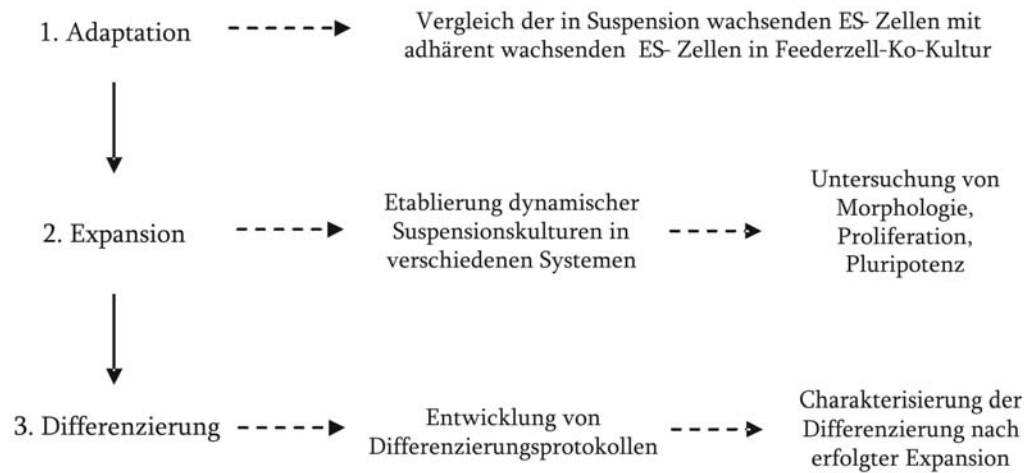 1. Adaptation
Vergleich der in Suspension wachsenden ES- Zellen mit
adhärent wachsenden ES- Zellen in Feederzell-Ko-Kultur
2. Expansion
Etablierung dynamischer
Suspensionskulturen in
verschiedenen Systemen
Untersuchung von
Morphologie,
Proliferation,
Pluripotenz
3. Differenzierung
Entwicklung von
Differenzierungsprotokollen
Charakterisierung der
Differenzierung nach
erfolgter Expansion